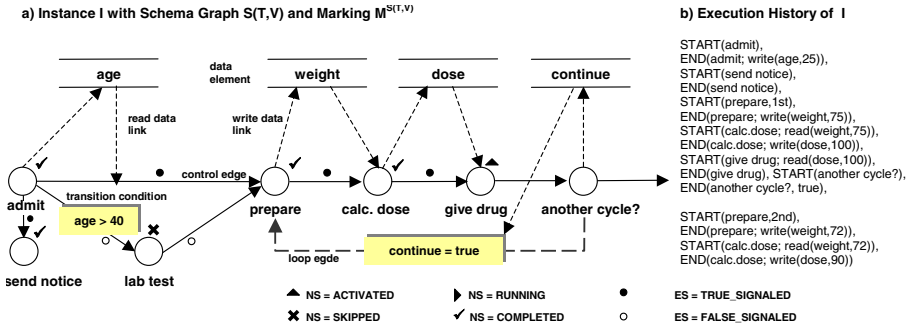 a) Instance I with Schema Graph S(T,V) and Marking M^S(T,V)
b) Execution History of I
age
data element
weight
dose
continue
read data link
write data link
control edge
transition condition
admit
age > 40
send notice
lab test
prepare
calc. dose
give drug
another cycle?
loop egde
continue = true
NS = ACTIVATED
NS = RUNNING
ES = TRUE_SIGNALED
NS = SKIPPED
NS = COMPLETED
ES = FALSE_SIGNALED
START(admit),
END(admit; write(age,25)),
START(send notice),
END(send notice),
START(prepare,1st),
END(prepare; write(weight,75)),
START(calc.dose; read(weight,75)),
END(calc.dose; write(dose,100)),
START(give drug; read(dose,100)),
END(give drug), START(another cycle?),
END(another cycle?, true),
START(prepare,2nd),
END(prepare; write(weight,72)),
START(calc.dose; read(weight,72)),
END(calc.dose; write(dose,90))